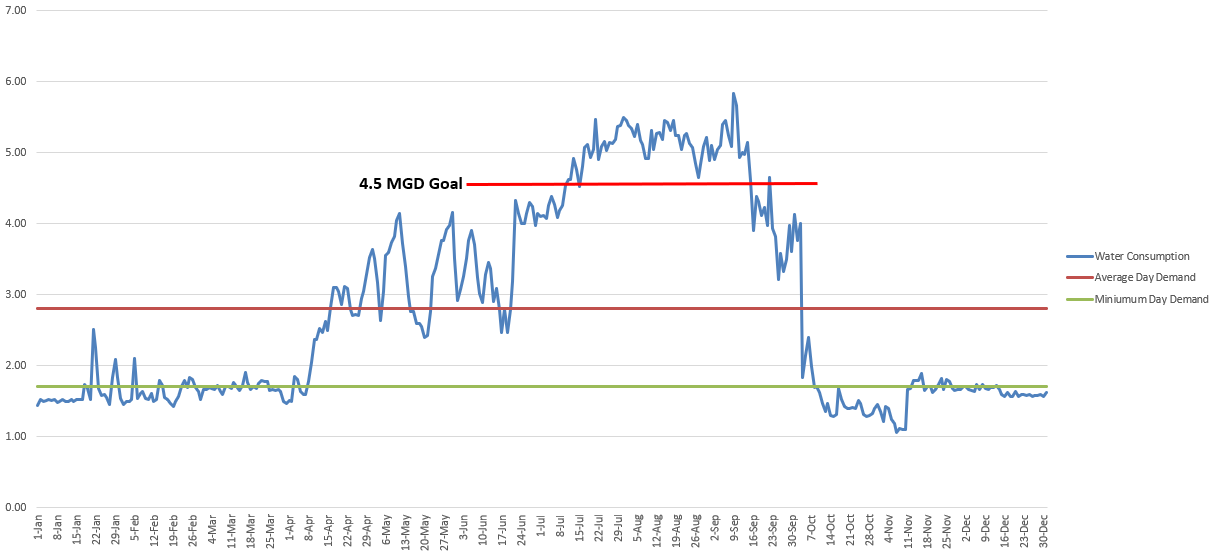 7.00
6.00
5.00
4.00
3.00
2.00
1.00
0.00
4.5 MGD Goal
1-Jan
8-Jan
15-Jan
22-Jan
29-Jan
5-Feb
12-Feb
19-Feb
26-Feb
4-Mar
11-Mar
18-Mar
25-Mar
1-Apr
8-Apr
15-Apr
22-Apr
29-Apr
6-May
13-May
20-May
27-May
3-Jun
10-Jun
17-Jun
24-Jun
1-Jul
8-Jul
15-Jul
22-Jul
29-Jul
5-Aug
12-Aug
19-Aug
26-Aug
2-Sep
9-Sep
16-Sep
23-Sep
30-Sep
7-Oct
14-Oct
21-Oct
28-Oct
4-Nov
11-Nov
18-Nov
25-Nov
2-Dec
9-Dec
16-Dec
23-Dec
30-Dec
Water Consumption
Average Day Demand
Miniumum Day Demand